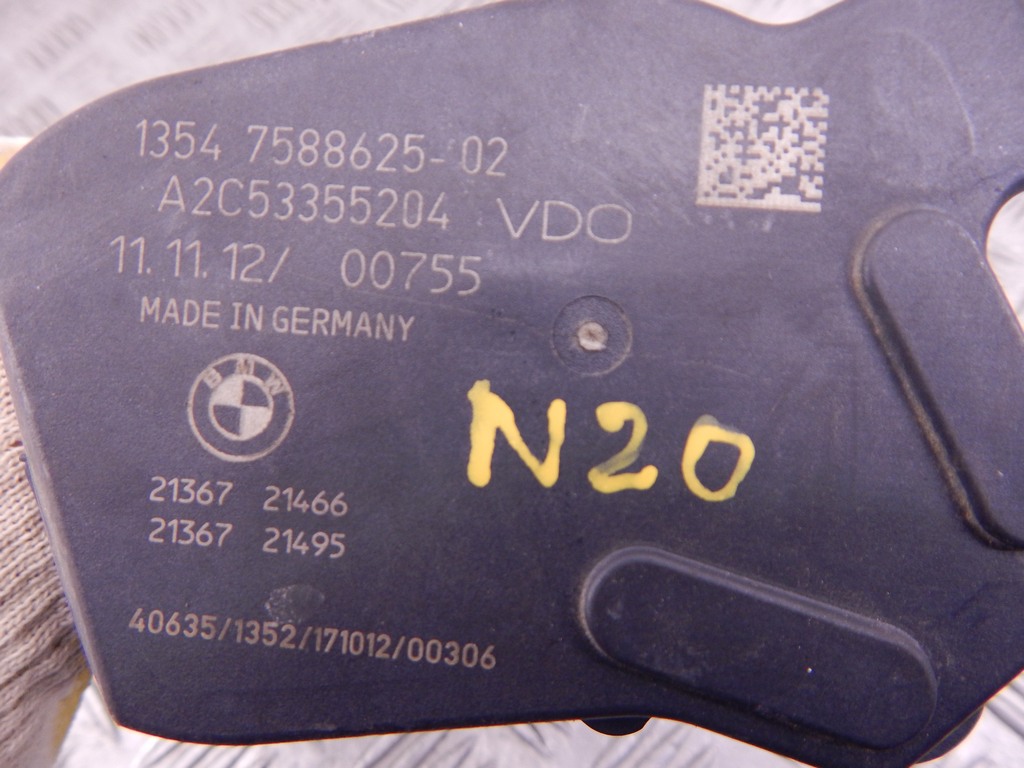 1354 7588625-02
A2C53355204 VDO
11.11.12/ 00755
MADE IN GERMANY
BMW
N20
21367 21466
21367 21495
40635/1352/171012/00306